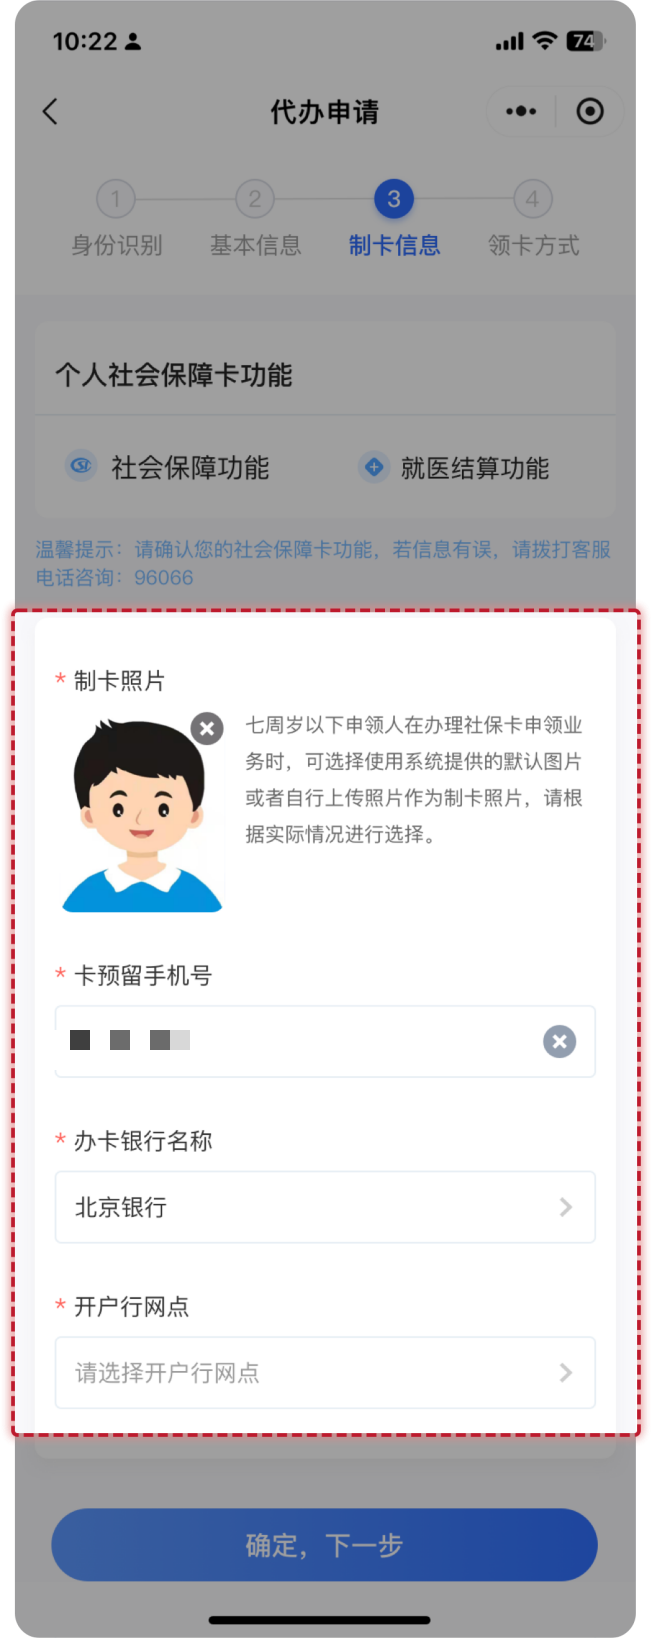 10:22
74
代办申请
1
2
3
4
身份识别
基本信息
制卡信息
领卡方式
个人社会保障卡功能
社会保障功能
就医结算功能
温馨提示：请确认您的社会保障卡功能，若信息有误，请拨打客服
电话咨询：96066
* 制卡照片
七周岁以下申领人在办理社保卡申领业
务时，可选择使用系统提供的默认图片
或者自行上传照片作为制卡照片，请根
据实际情况进行选择。
* 卡预留手机号
* 办卡银行名称
北京银行
* 开户行网点
请选择开户行网点
确定，下一步